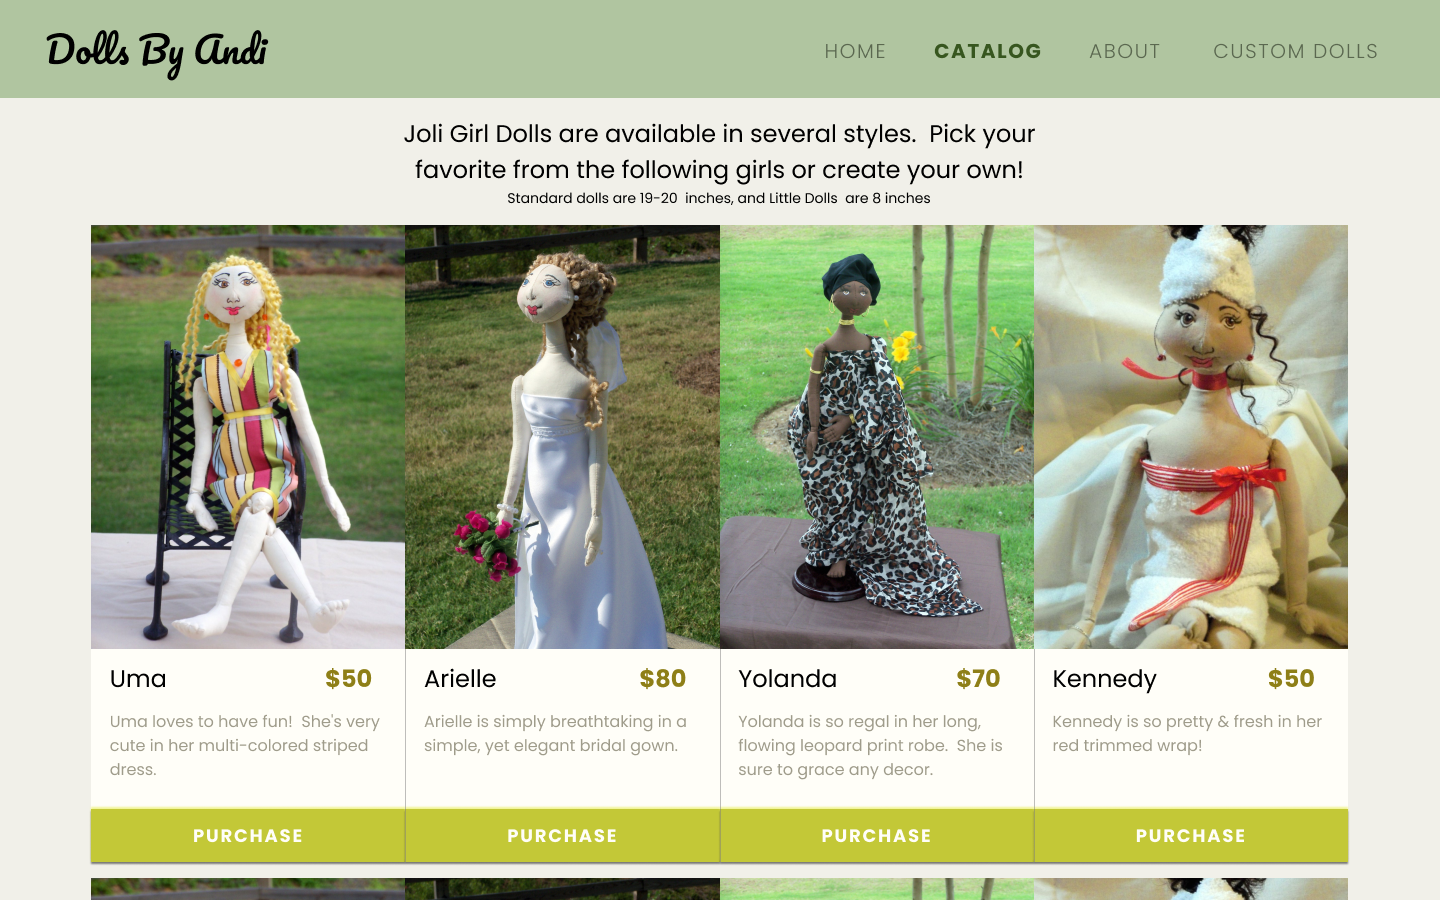 Dolls By Andi
HOME CATALOG ABOUT CUSTOM DOLLS
Joli Girl Dolls are available in several styles.  Pick your
favorite from the following girls or create your own!
Standard dolls are 19-20  inches, and Little Dolls  are 8 inches
Uma $50
Uma loves to have fun!  She's very
cute in her multi-colored striped
dress.
PURCHASE
Arielle $80
Arielle is simply breathtaking in a
simple, yet elegant bridal gown.
PURCHASE
Yolanda $70
Yolanda is so regal in her long,
flowing leopard print robe.  She is
sure to grace any decor.
PURCHASE
Kennedy $50
Kennedy is so pretty & fresh in her
red trimmed wrap!
PURCHASE